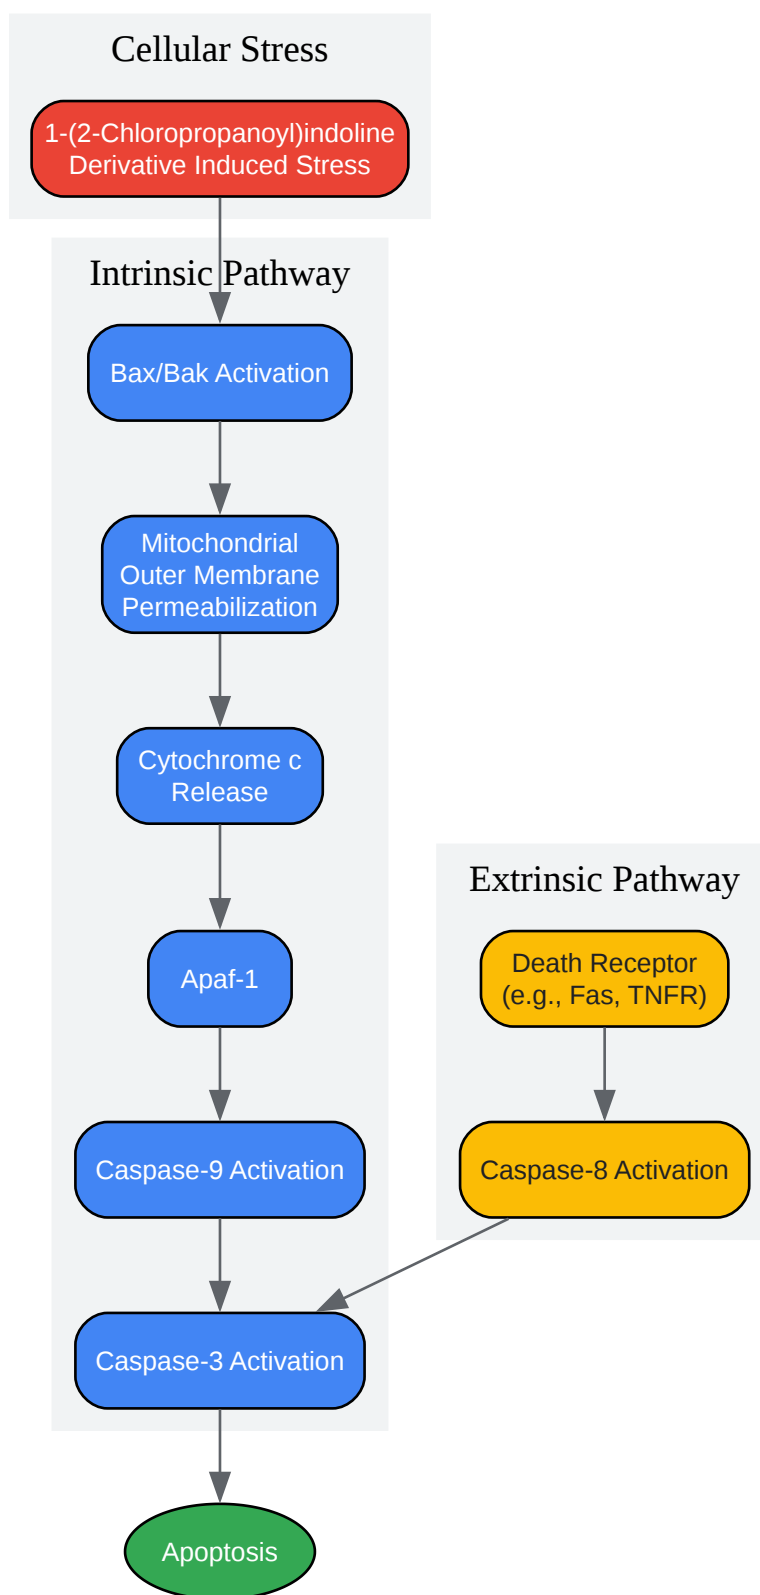 Cellular Stress
1-(2-Chloropropanoyl)indoline
Derivative Induced Stress
Intrinsic Pathway
Bax/Bak Activation
Mitochondrial
Outer Membrane
Permeabilization
Cytochrome c
Release
Extrinsic Pathway
Apaf-1
Death Receptor
(e.g., Fas, TNFR)
Caspase-9 Activation
Caspase-8 Activation
Caspase-3 Activation
Apoptosis